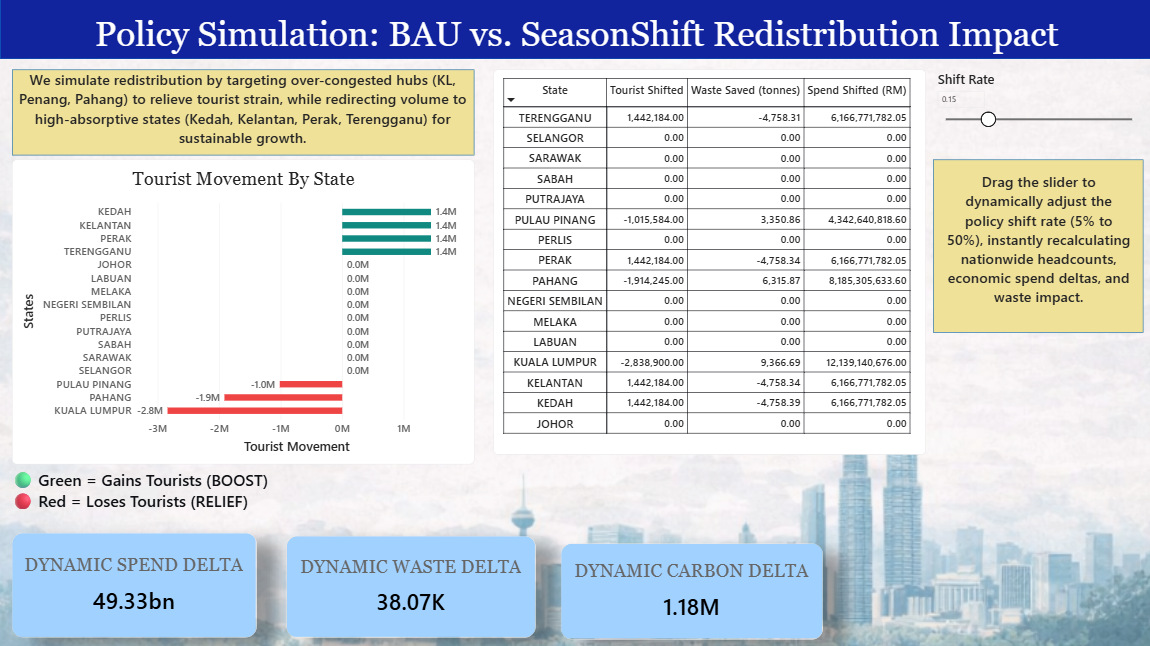 Policy Simulation: BAU vs. SeasonShift Redistribution Impact
We simulate redistribution by targeting over-congested hubs (KL,
Penang, Pahang) to relieve tourist strain, while redirecting volume to
high-absorptive states (Kedah, Kelantan, Perak, Terengganu) for
sustainable growth.
Tourist Movement By State
States
KEDAH 1.4M
KELANTAN 1.4M
PERAK 1.4M
TERENGGANU 1.4M
JOHOR 0.0M
LABUAN 0.0M
MELAKA 0.0M
NEGERI SEMBILAN 0.0M
PERLIS 0.0M
PUTRAJAYA 0.0M
SABAH 0.0M
SARAWAK 0.0M
SELANGOR 0.0M
PULAU PINANG -1.0M
PAHANG -1.9M
KUALA LUMPUR -2.8M
-3M -2M -1M 0M 1M
Tourist Movement
Green = Gains Tourists (BOOST)
Red = Loses Tourists (RELIEF)
State Tourist Shifted Waste Saved (tonnes) Spend Shifted (RM)
TERENGGANU 1,442,184.00 -4,758.31 6,166,771,782.05
SELANGOR 0.00 0.00 0.00
SARAWAK 0.00 0.00 0.00
SABAH 0.00 0.00 0.00
PUTRAJAYA 0.00 0.00 0.00
PULAU PINANG -1,015,584.00 3,350.86 4,342,640,818.60
PERLIS 0.00 0.00 0.00
PERAK 1,442,184.00 -4,758.34 6,166,771,782.05
PAHANG -1,914,245.00 6,315.87 8,185,305,633.60
NEGERI SEMBILAN 0.00 0.00 0.00
MELAKA 0.00 0.00 0.00
LABUAN 0.00 0.00 0.00
KUALA LUMPUR -2,838,900.00 9,366.69 12,139,140,676.00
KELANTAN 1,442,184.00 -4,758.34 6,166,771,782.05
KEDAH 1,442,184.00 -4,758.39 6,166,771,782.05
JOHOR 0.00 0.00 0.00
Shift Rate
0.15
Drag the slider to
dynamically adjust the
policy shift rate (5% to
50%), instantly recalculating
nationwide headcounts,
economic spend deltas, and
waste impact.
DYNAMIC SPEND DELTA
49.33bn
DYNAMIC WASTE DELTA
38.07K
DYNAMIC CARBON DELTA
1.18M